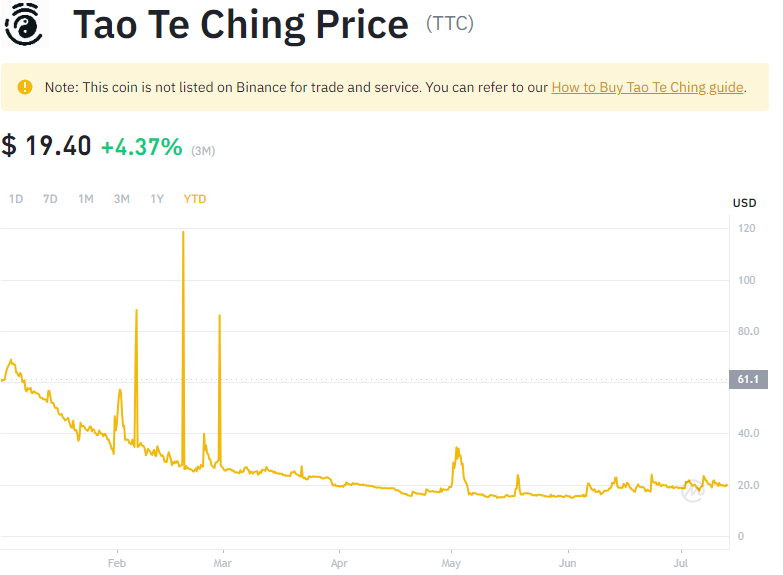 Tao Te Ching Price (TTC)
Note: This coin is not listed on Binance for trade and service. You can refer to our How to Buy Tao Te Ching guide.
$ 19.40 +4.37% (3M)
1D 7D 1M 3M 1Y YTD
USD
120
100
80.0
61.1
40.0
20.0
0
Feb Mar Apr May Jun Jul